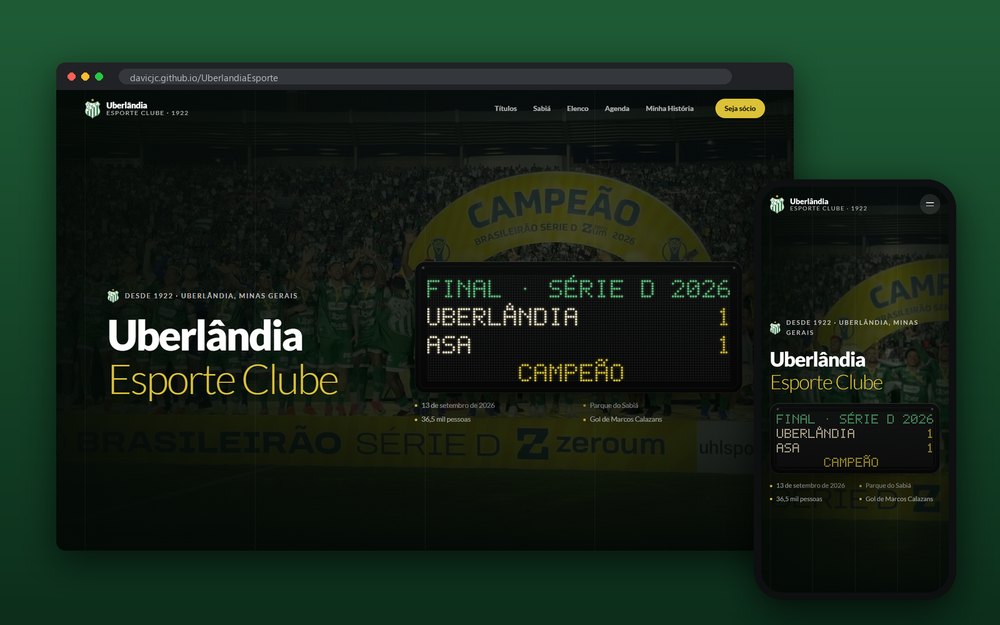 davicjc.github.io/UberlandiaEsporte
Uberlândia
ESPORTE CLUBE · 1922
Títulos Sabiá Elenco Agenda Minha História Seja sócio
CAMPEÃO
BRASILEIRÃO SÉRIE D zeroum 2026
DESDE 1922 · UBERLÂNDIA, MINAS GERAIS
Uberlândia
Esporte Clube
FINAL · SÉRIE D 2026
UBERLÂNDIA 1
ASA 1
CAMPEÃO
13 de setembro de 2026 Parque do Sabiá
36,5 mil pessoas Gol de Marcos Calazans
BRASILEIRÃO SÉRIE D zeroum uhlspo
Uberlândia
ESPORTE CLUBE · 1922
CAMP
DESDE 1922 · UBERLÂNDIA, MINAS
GERAIS
Uberlândia
Esporte Clube
FINAL · SÉRIE D 2026
UBERLÂNDIA 1
ASA 1
CAMPEÃO
13 de setembro de 2026 Parque do Sabiá
36,5 mil pessoas Gol de Marcos Calazans